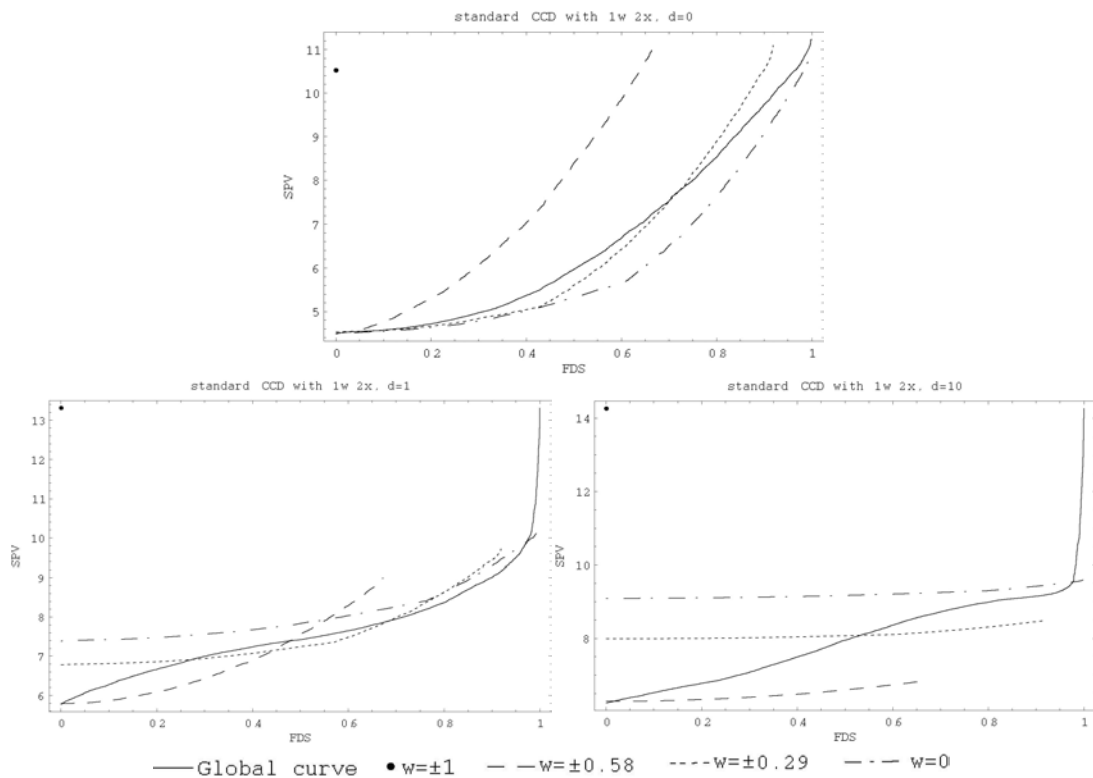 standard CCD with 1w 2x, d=0
11
10
9
8
7
6
5
SPV
0 0 2 0 4 0 6 0 8 1
FDS
standard CCD with 1w 2x, d=1
13
12
11
10
9
8
7
6
SPV
0 0 2 0 4 0 6 0 8 1
FDS
standard CCD with 1w 2x, d=10
14
12
10
8
SPV
0 0 2 0 4 0 6 0 8 1
FDS
Global curve w=±1 w=±0.58 w=±0.29 w=0